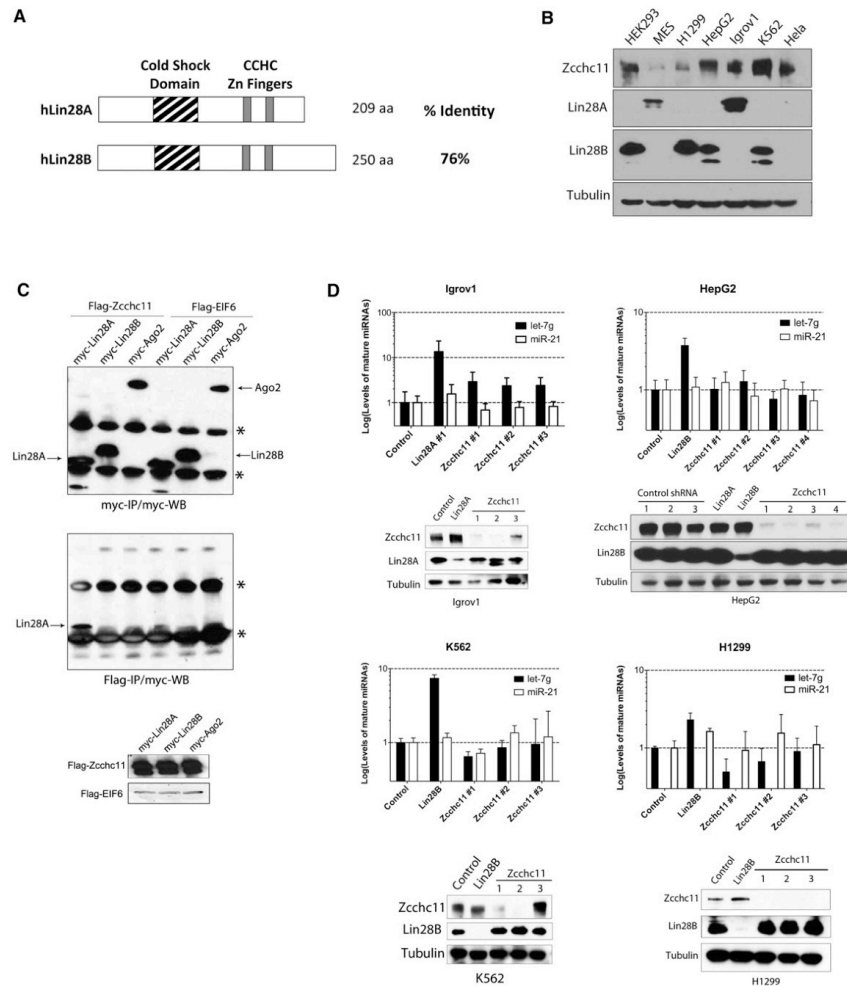 A
Cold Shock
Domain
CCHC
Zn Fingers
hLin28A
209 aa
% Identity
hLin28B
250 aa
76%
B
HEK293
MES
H1299
HepG2
Igrov1
K562
Hela
Zcchc11
Lin28A
Lin28B
Tubulin
C
Flag-Zcchc11
Flag-EIF6
myc-Lin28A
myc-Lin28B
myc-Ago2
myc-Lin28A
myc-Lin28B
myc-Ago2
Ago2
*
Lin28A
Lin28B
*
myc-IP/myc-WB
*
Lin28A
*
Flag-IP/myc-WB
myc-Lin28A
myc-Lin28B
myc-Ago2
Flag-Zcchc11
Flag-EIF6
D
Igrov1
Log(Levels of mature miRNAs)
100
10
1
let-7g
miR-21
Control
Lin28A #1
Zcchc11 #1
Zcchc11 #2
Zcchc11 #3
Control
Lin28A
Zcchc11
1 2 3
Zcchc11
Lin28A
Tubulin
Igrov1
HepG2
Log(Levels of mature miRNAs)
10
1
let-7g
miR-21
Control
Lin28B
Zcchc11 #1
Zcchc11 #2
Zcchc11 #3
Zcchc11 #4
Control shRNA
1 2 3
Lin28A
Lin28B
Zcchc11
1 2 3 4
Zcchc11
Lin28B
Tubulin
HepG2
K562
Log(Levels of mature miRNAs)
10
1
let-7g
miR-21
Control
Lin28B
Zcchc11 #1
Zcchc11 #2
Zcchc11 #3
Control
Lin28B
Zcchc11
1 2 3
Zcchc11
Lin28B
Tubulin
K562
H1299
Log(Levels of mature miRNAs)
10
1
let-7g
miR-21
Control
Lin28B
Zcchc11 #1
Zcchc11 #2
Zcchc11 #3
Control
Lin28B
Zcchc11
1 2 3
Zcchc11
Lin28B
Tubulin
H1299